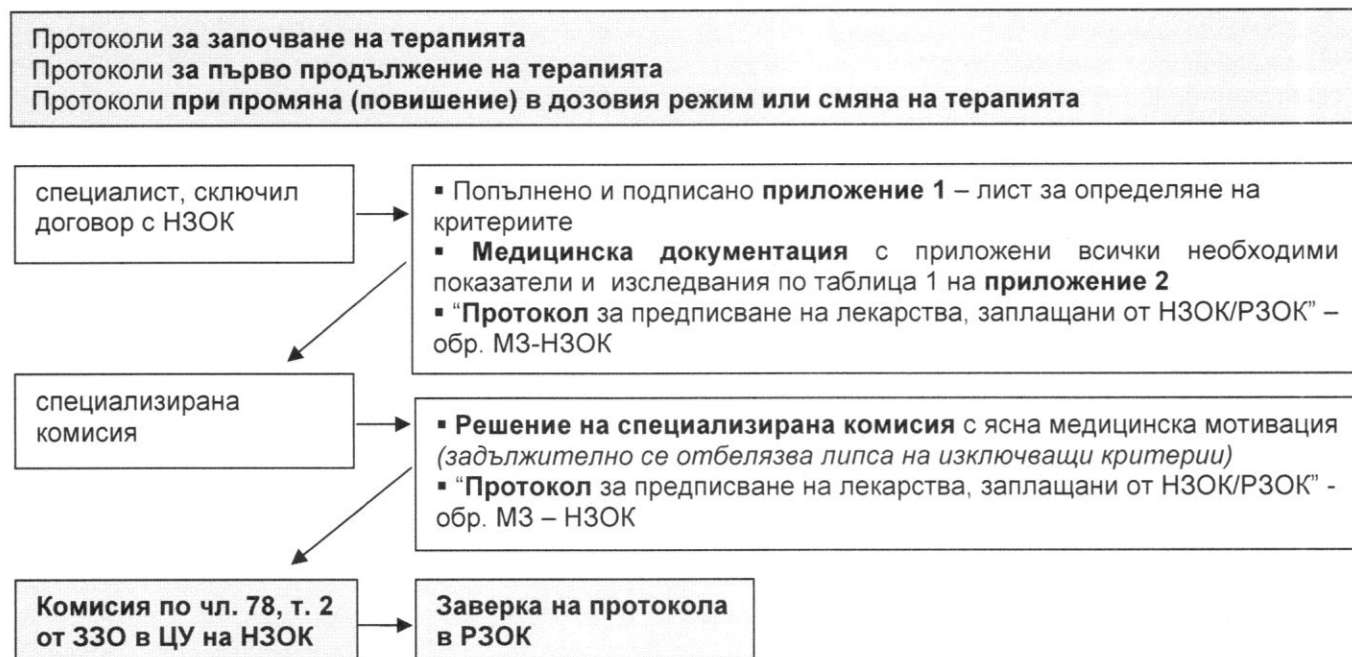 Протоколи за започване на терапията
Протоколи за първо продължение на терапията
Протоколи при промяна (повишение) в дозовия режим или смяна на терапията
специалист, сключил
договор с НЗОК
▪ Попълнено и подписано приложение 1 – лист за определяне на
критериите
▪ Медицинска документация с приложени всички необходими
показатели и изследвания по таблица 1 на приложение 2
▪ “Протокол за предписване на лекарства, заплащани от НЗОК/РЗОК” –
обр. МЗ-НЗОК
специализирана
комисия
▪ Решение на специализирана комисия с ясна медицинска мотивация
(задължително се отбелязва липса на изключващи критерии)
▪ “Протокол за предписване на лекарства, заплащани от НЗОК/РЗОК” -
обр. МЗ – НЗОК
Комисия по чл. 78, т. 2
от ЗЗО в ЦУ на НЗОК
Заверка на протокола
в РЗОК